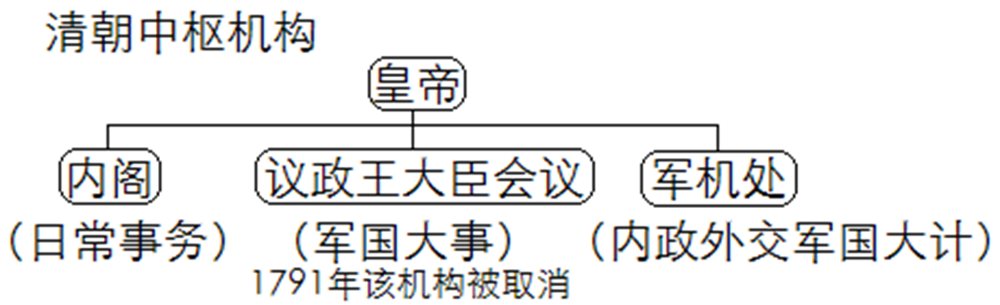 清朝中枢机构
皇帝
内阁 议政王大臣会议 军机处
（日常事务） （军国大事） （内政外交军国大计）
1791年该机构被取消